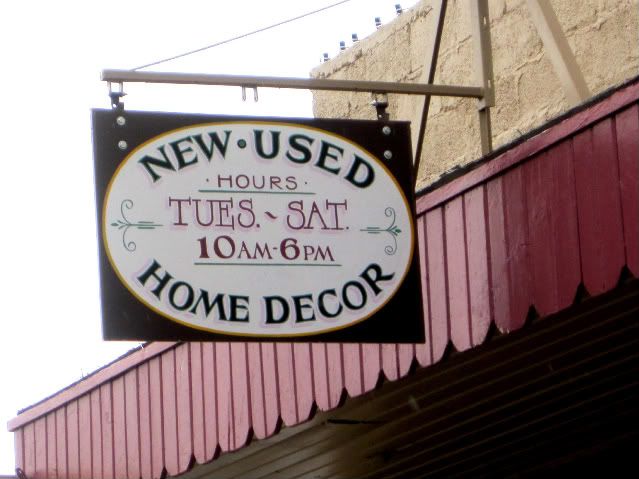 NEW · USED
· HOURS ·
TUES. ~ SAT.
10AM-6PM
HOME DECOR